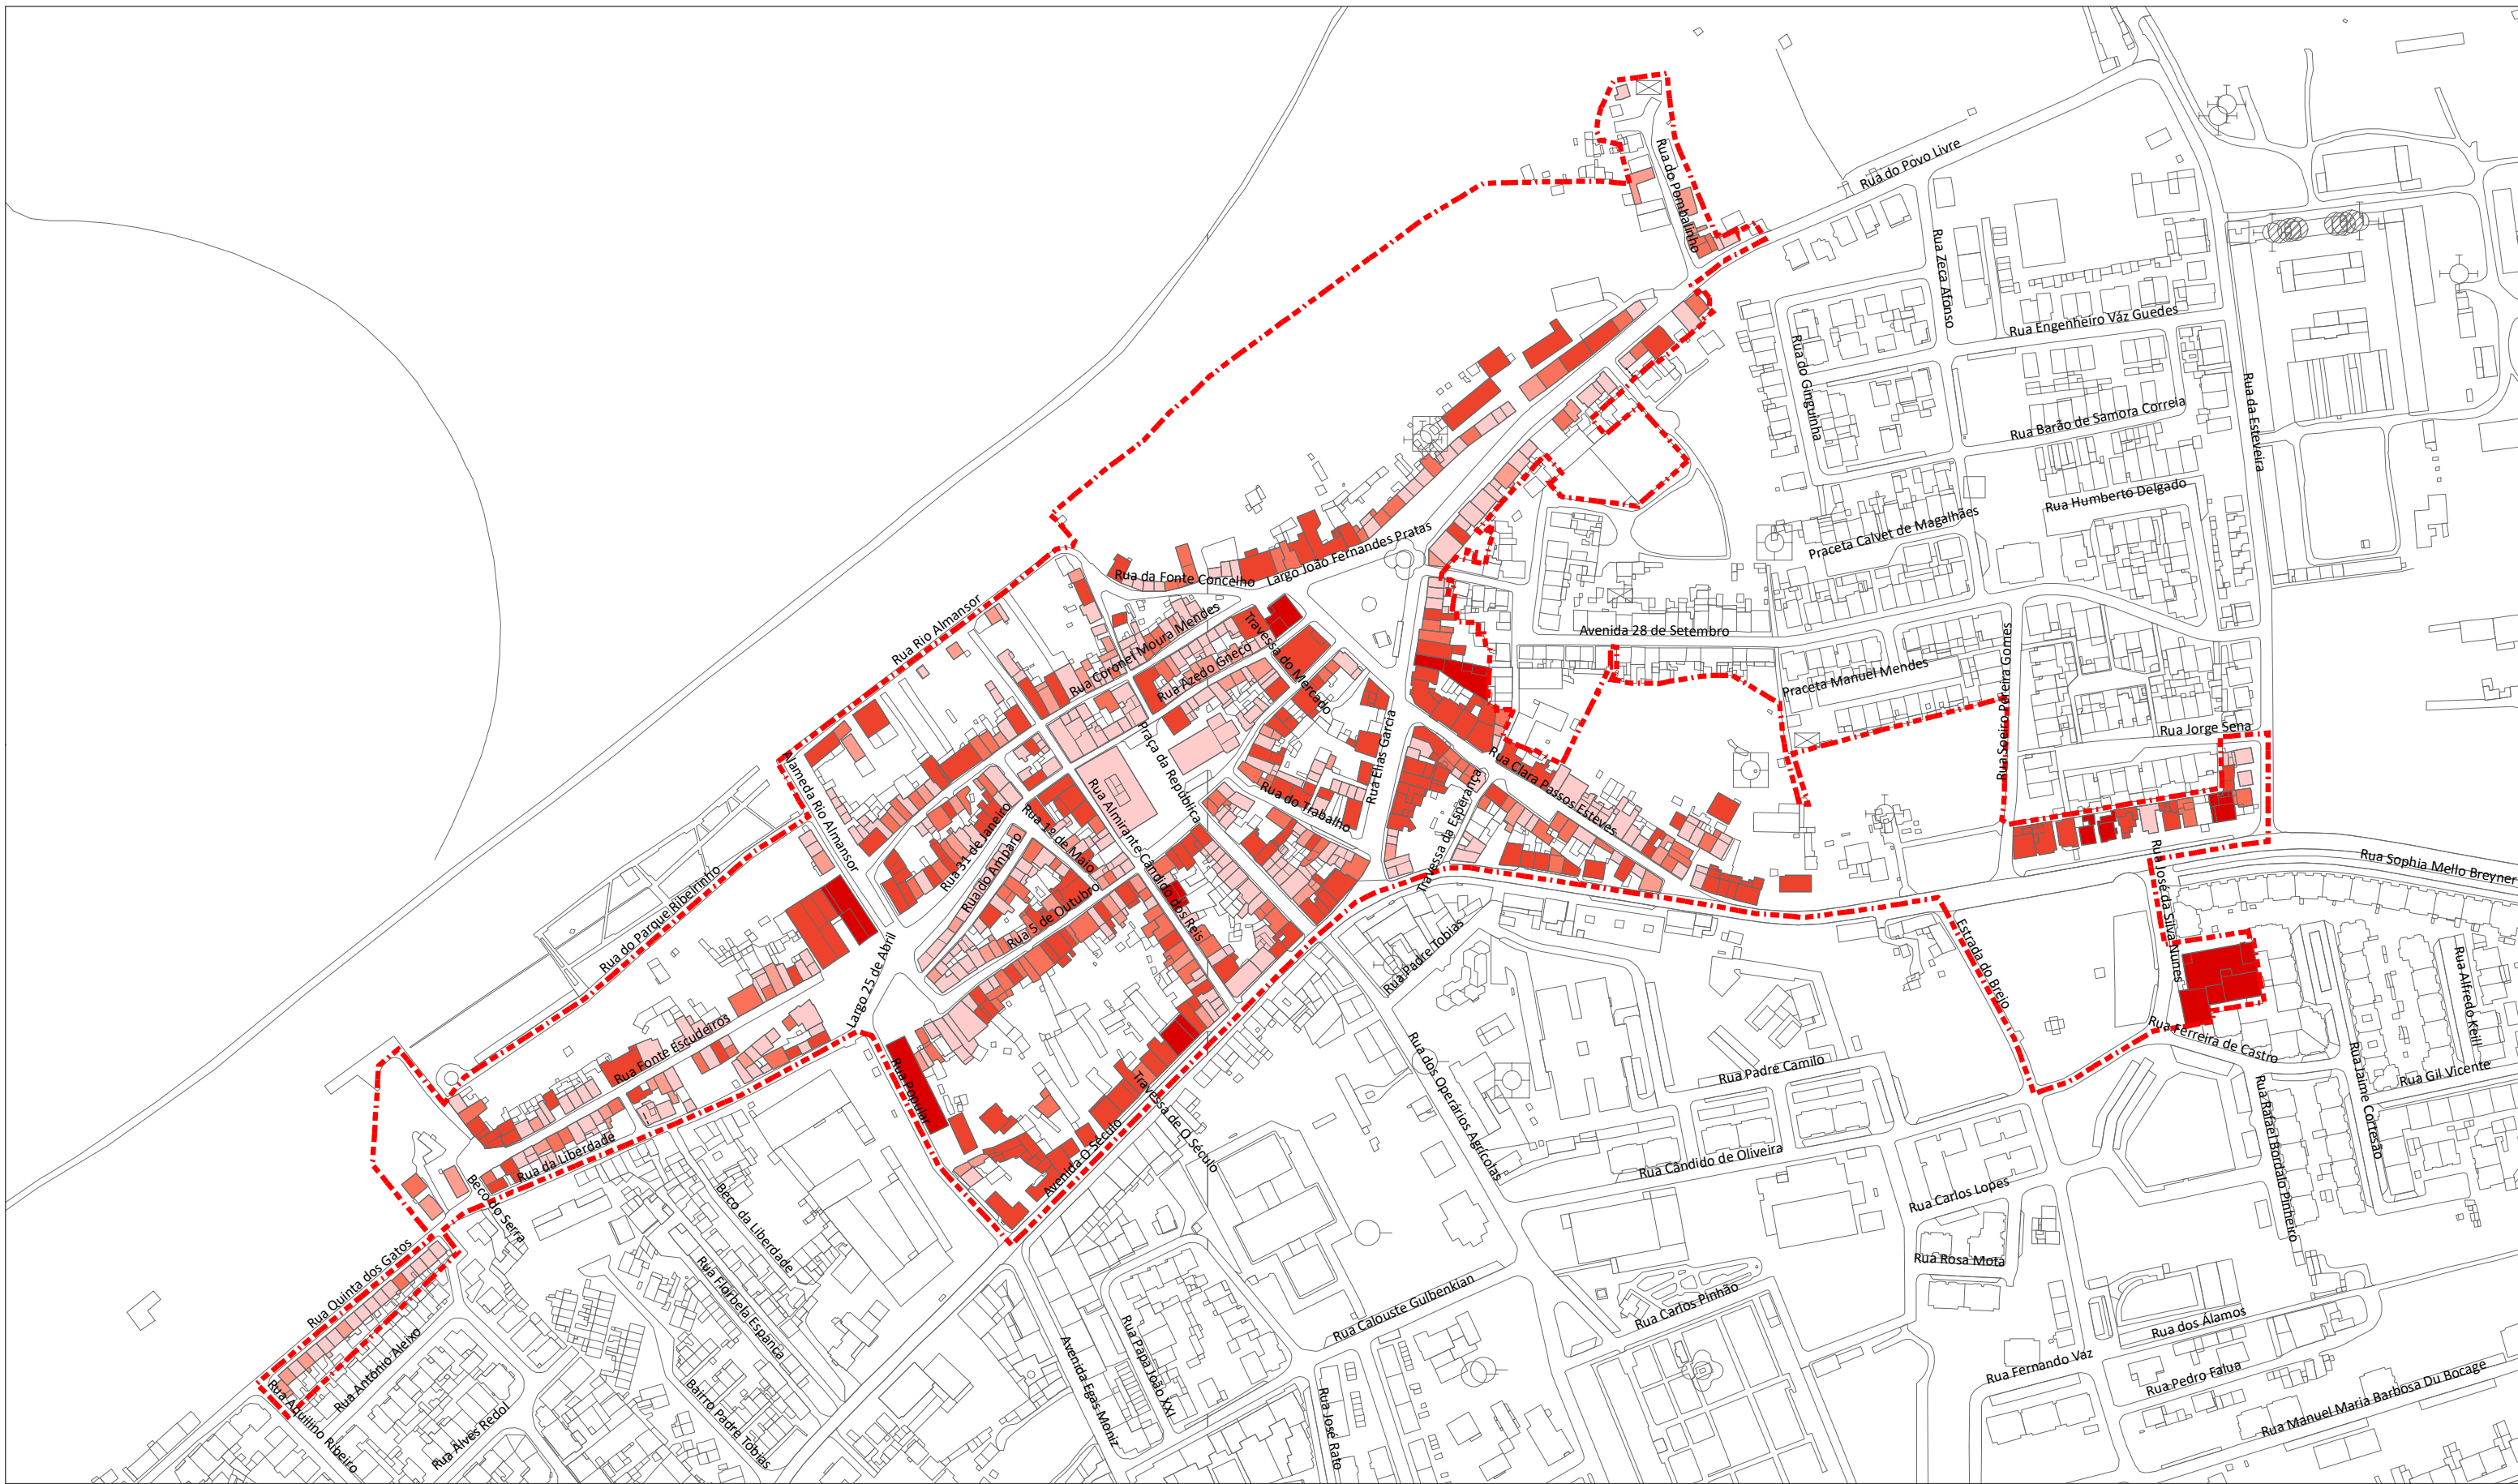 Rua do Pombalinho
Rua do Povo Livre
Rua Zeca Afonso
Rua Engenheiro Váz Guedes
Rua do Ginguinha
Rua Barão de Samora Correia
Rua da Esteveira
Rua Humberto Delgado
Praceta Calvet de Magalhães
Largo João Fernandes Pratas
Rua da Fonte Concelho
Rua Rio Almansor
Rua Coronel Moura Mendes
Travessa do Mercado
Rua Azedo Gneco
Avenida 28 de Setembro
Praceta Manuel Mendes
Rua Soeiro Pereira Gomes
Rua Jorge Sena
Rua Elias Garcia
Praça da Republica
Rua Clara Passos Esteves
Rua do Trabalho
Travessa da Esperança
Nameda Rio Almansor
Rua Almirante Cândido dos Reis
Rua 1º de Maio
Rua 31 de Janeiro
Rua do Amparo
Rua 5 de Outubro
Rua do Parque Ribeirinho
Largo 25 de Abril
Rua Sophia Mello Breyner
Rua José da Silva Nunes
Rua Padre Tobias
Estrada do Brejo
Rua Alfredo Keill
Rua Ferreira de Castro
Rua Fonte Escudeiros
Rua Popular
Rua dos Operários Agrícolas
Rua Padre Camilo
Rua Jaime Corresão
Rua Gil Vicente
Rua Rafael Bordalo Pinheiro
Travessa de O Século
Avenida O Século
Rua da Liberdade
Beco do Serra
Beco da Liberdade
Rua Cândido de Oliveira
Rua Carlos Lopes
Rua Quinta dos Gatos
Rua Florbela Espança
Rua Rosa Mota
Rua Calouste Gulbenkian
Rua Carlos Pinhão
Rua dos Álamos
Rua António Aleixo
Rua Aquilino Ribeiro
Rua Alves Redol
Bairro Padre Tobias
Avenida Egas Moniz
Rua Papa João XXI
Rua José Rato
Rua Fernando Vaz
Rua Pedro Falua
Rua Manuel Maria Barbosa Du Bocage